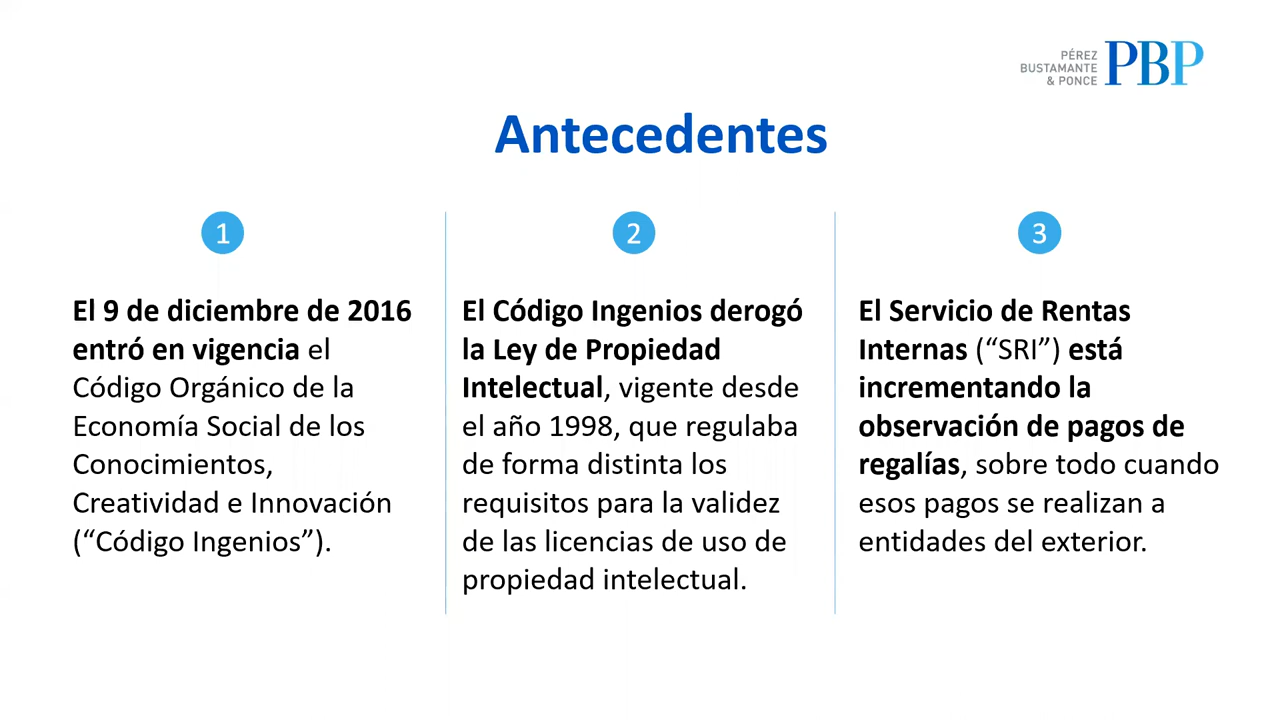 PÉREZ
BUSTAMANTE
& PONCE
PBP
Antecedentes
1
El 9 de diciembre de 2016
entró en vigencia el
Código Orgánico de la
Economía Social de los
Conocimientos,
Creatividad e Innovación
(“Código Ingenios”).
2
El Código Ingenios derogó
la Ley de Propiedad
Intelectual, vigente desde
el año 1998, que regulaba
de forma distinta los
requisitos para la validez
de las licencias de uso de
propiedad intelectual.
3
El Servicio de Rentas
Internas (“SRI”) está
incrementando la
observación de pagos de
regalías, sobre todo cuando
esos pagos se realizan a
entidades del exterior.